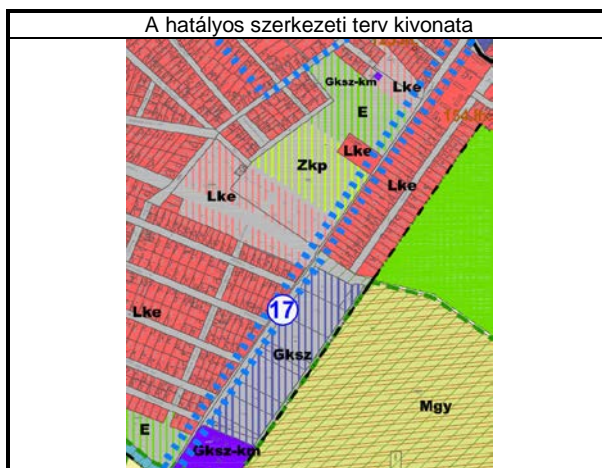 A hatályos szerkezeti terv kivonata
Gksz-km
Lke
E
Lke
Zkp
Lke
Lke
17
Lke
Gksz
Mgy
E
Gksz-km